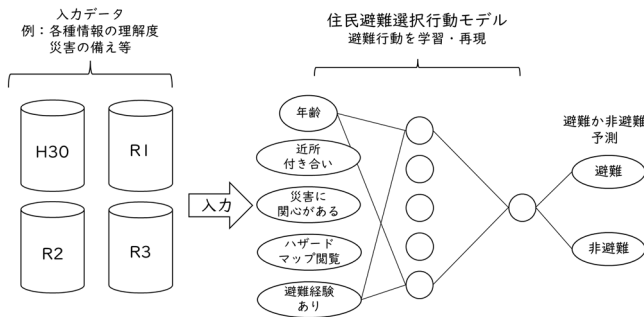 入力データ
例：各種情報の理解度
災害の備え等
H30
R1
R2
R3
入力
住民避難選択行動モデル
避難行動を学習・再現
年齢
近所
付き合い
災害に
関心がある
ハザード
マップ閲覧
避難経験
あり
避難か非避難
予測
避難
非避難